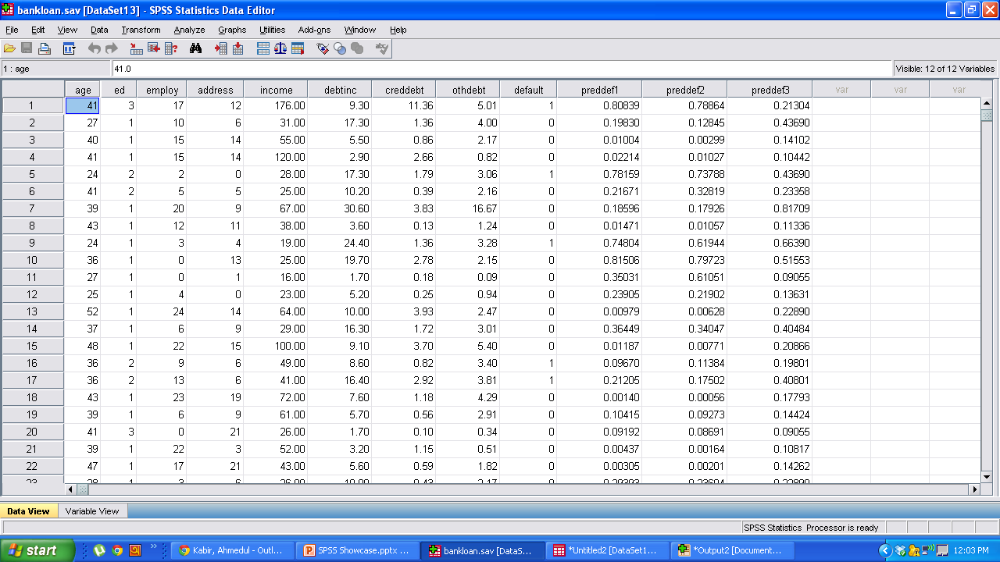 bankloan.sav [DataSet13] - SPSS Statistics Data Editor
File Edit View Data Transform Analyze Graphs Utilities Add-ons Window Help
1 : age 41.0 Visible: 12 of 12 Variables
age ed employ address income debtinc creddebt othdebt default preddef1 preddef2 preddef3 var var var
1 41 3 17 12 176.00 9.30 11.36 5.01 1 0.80839 0.78864 0.21304
2 27 1 10 6 31.00 17.30 1.36 4.00 0 0.19830 0.12845 0.43690
3 40 1 15 14 55.00 5.50 0.86 2.17 0 0.01004 0.00299 0.14102
4 41 1 15 14 120.00 2.90 2.66 0.82 0 0.02214 0.01027 0.10442
5 24 2 2 0 28.00 17.30 1.79 3.06 1 0.78159 0.73788 0.43690
6 41 2 5 5 25.00 10.20 0.39 2.16 0 0.21671 0.32819 0.23358
7 39 1 20 9 67.00 30.60 3.83 16.67 0 0.18596 0.17926 0.81709
8 43 1 12 11 38.00 3.60 0.13 1.24 0 0.01471 0.01057 0.11336
9 24 1 3 4 19.00 24.40 1.36 3.28 1 0.74804 0.61944 0.66390
10 36 1 0 13 25.00 19.70 2.78 2.15 0 0.81506 0.79723 0.51553
11 27 1 0 1 16.00 1.70 0.18 0.09 0 0.35031 0.61051 0.09055
12 25 1 4 0 23.00 5.20 0.25 0.94 0 0.23905 0.21902 0.13631
13 52 1 24 14 64.00 10.00 3.93 2.47 0 0.00979 0.00628 0.22890
14 37 1 6 9 29.00 16.30 1.72 3.01 0 0.36449 0.34047 0.40484
15 48 1 22 15 100.00 9.10 3.70 5.40 0 0.01187 0.00771 0.20866
16 36 2 9 6 49.00 8.60 0.82 3.40 1 0.09670 0.11384 0.19801
17 36 2 13 6 41.00 16.40 2.92 3.81 1 0.21205 0.17502 0.40801
18 43 1 23 19 72.00 7.60 1.18 4.29 0 0.00140 0.00056 0.17793
19 39 1 6 9 61.00 5.70 0.56 2.91 0 0.10415 0.09273 0.14424
20 41 3 0 21 26.00 1.70 0.10 0.34 0 0.09192 0.08691 0.09055
21 39 1 22 3 52.00 3.20 1.15 0.51 0 0.00437 0.00164 0.10817
22 47 1 17 21 43.00 5.60 0.59 1.82 0 0.00305 0.00201 0.14262
Data View Variable View
SPSS Statistics Processor is ready
start Kabir, Ahmedul - Outl... SPSS Showcase.pptx ... bankloan.sav [DataS... *Untitled2 [DataSet1... *Output2 [Document... 12:03 PM